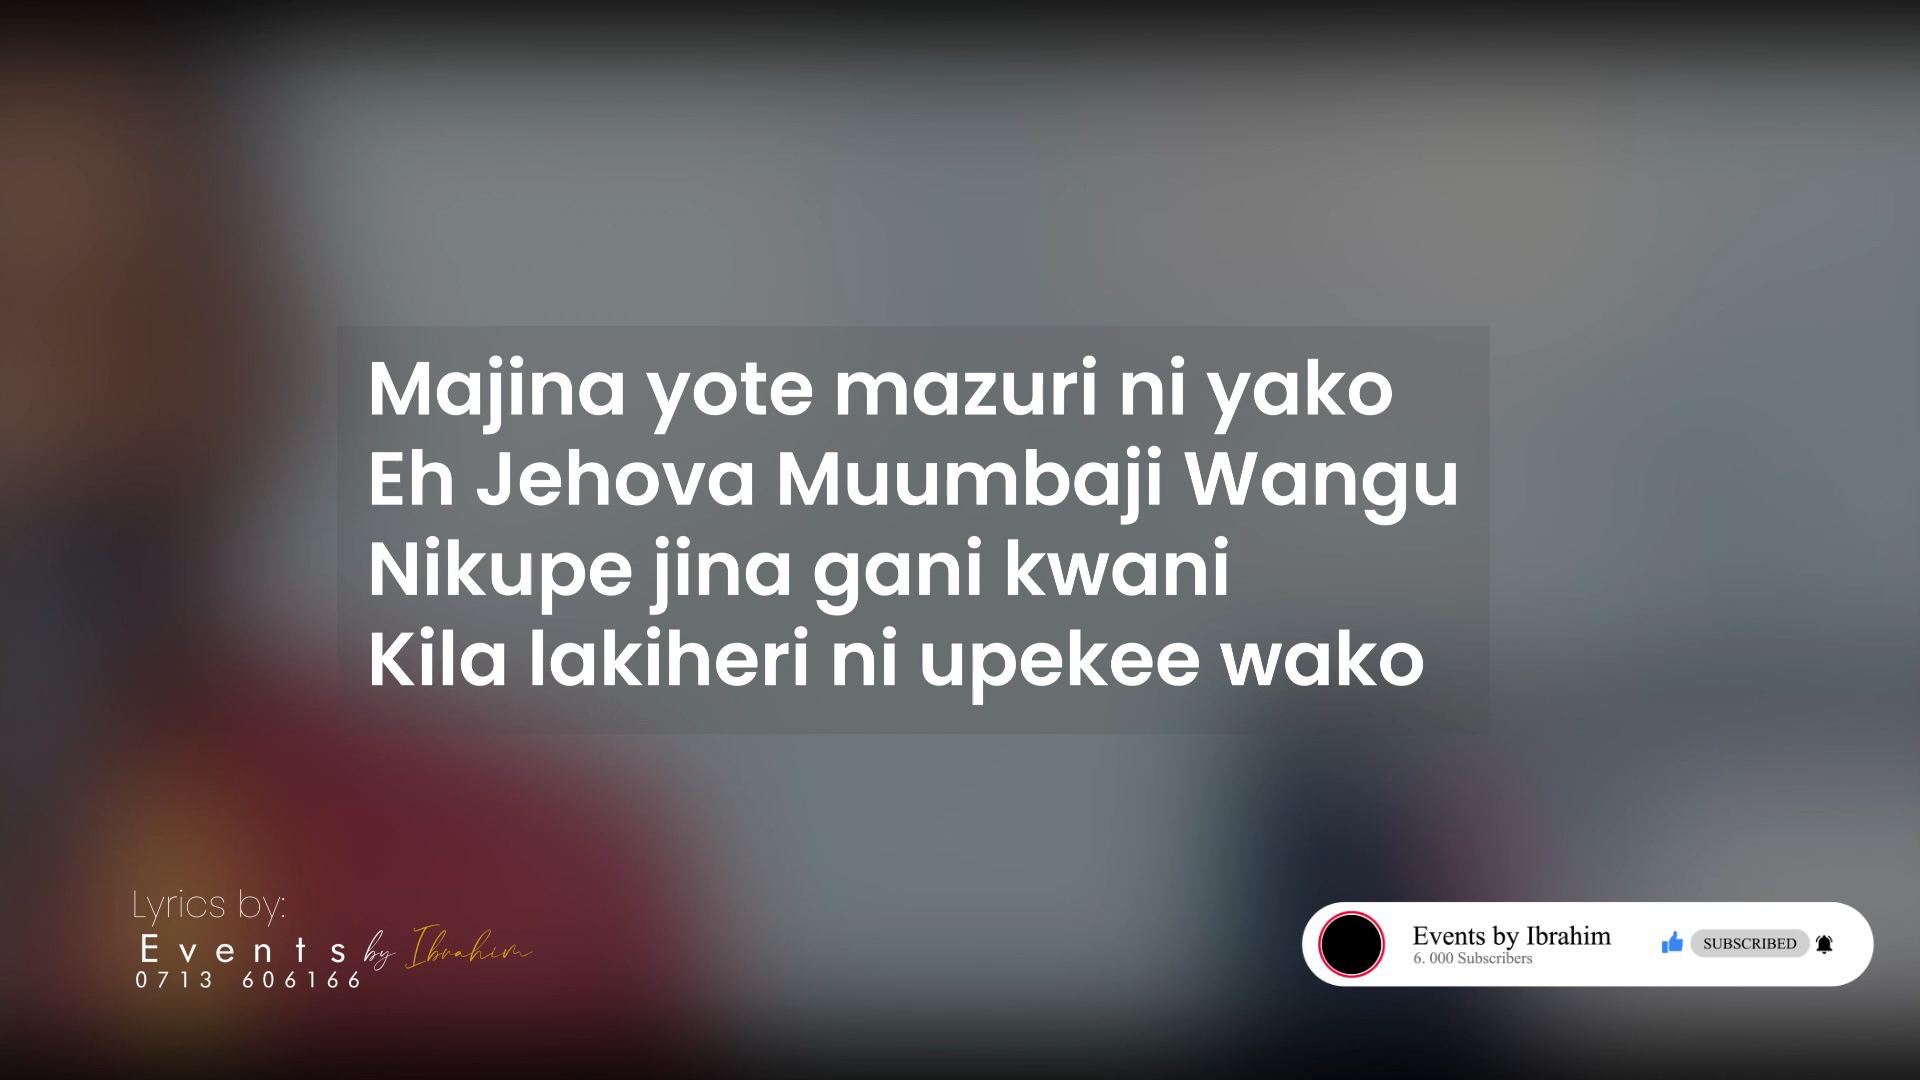 Majina yote mazuri ni yako
Eh Jehova Muumbaji Wangu
Nikupe jina gani kwani
Kila lakiheri ni upekee wako
Lyrics by:
Events by Ibrahim
0713 606166
Events by Ibrahim
6. 000 Subscribers
SUBSCRIBED